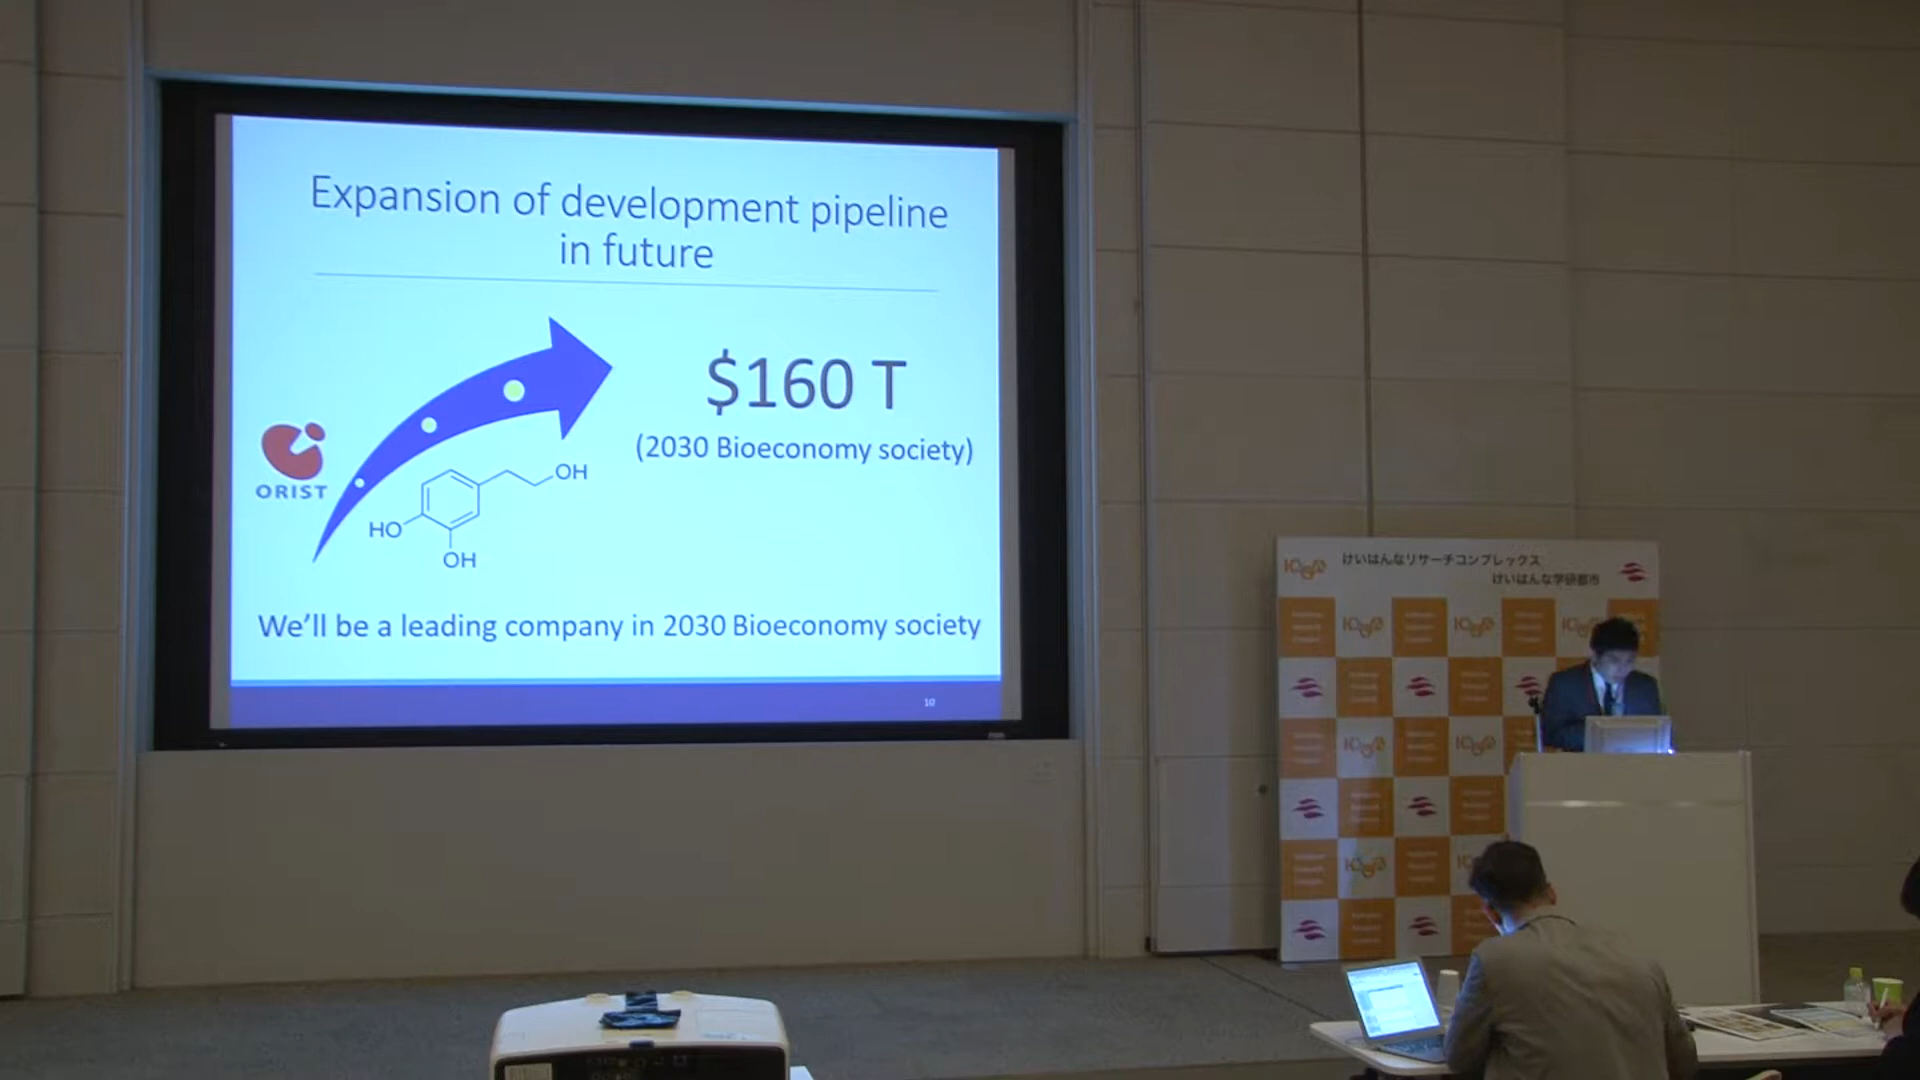 Expansion of development pipeline
in future
$160 T
(2030 Bioeconomy society)
ORIST
OH
HO
OH
We'll be a leading company in 2030 Bioeconomy society
10
けいはんなリサーチコンプレックス
けいはんな学研都市